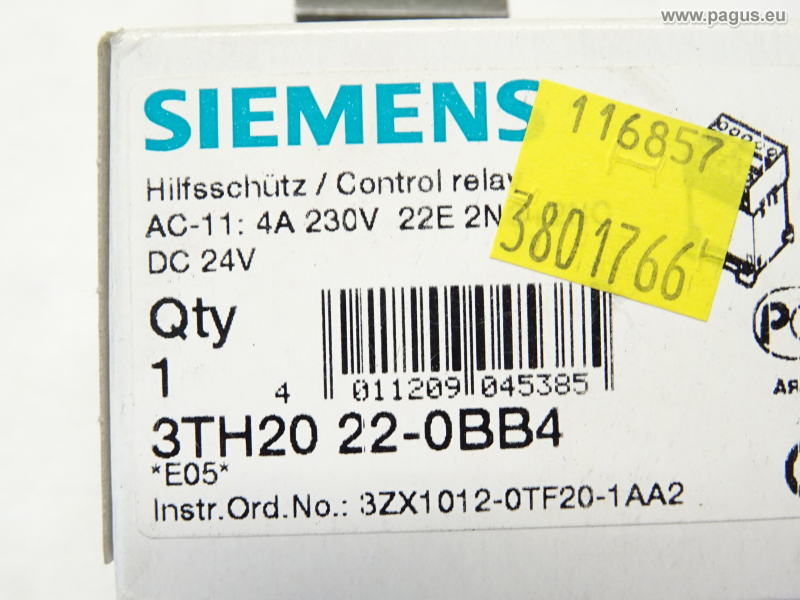 www.pagus.eu
SIEMENS
116857
3801766
Hilfsschütz / Control relay
AC-11: 4A 230V 22E 2N
DC 24V
Qty
1
4 011209 045385
3TH20 22-0BB4
*E05*
Instr.Ord.No.: 3ZX1012-0TF20-1AA2